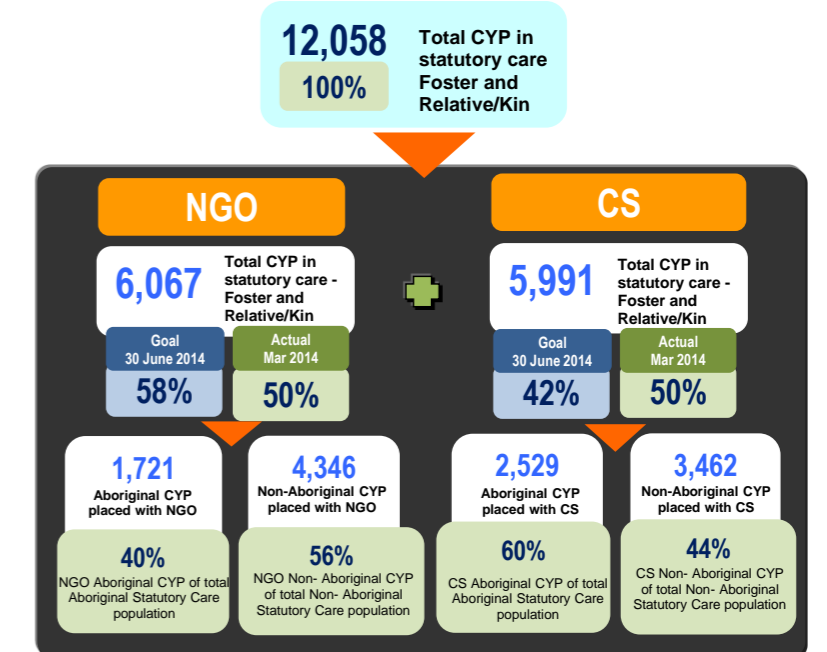 12,058
100%
Total CYP in
statutory care
Foster and
Relative/Kin
NGO
6,067
Total CYP in
statutory care -
Foster and
Relative/Kin
Goal
30 June 2014
58%
Actual
Mar 2014
50%
1,721
Aboriginal CYP
placed with NGO
40%
NGO Aboriginal CYP of total
Aboriginal Statutory Care
population
4,346
Non-Aboriginal CYP
placed with NGO
56%
NGO Non- Aboriginal CYP
of total Non- Aboriginal
Statutory Care population
CS
5,991
Total CYP in
statutory care -
Foster and
Relative/Kin
Goal
30 June 2014
42%
Actual
Mar 2014
50%
2,529
Aboriginal CYP
placed with CS
60%
CS Aboriginal CYP of total
Aboriginal Statutory Care
population
3,462
Non-Aboriginal CYP
placed with CS
44%
CS Non- Aboriginal CYP
of total Non- Aboriginal
Statutory Care population